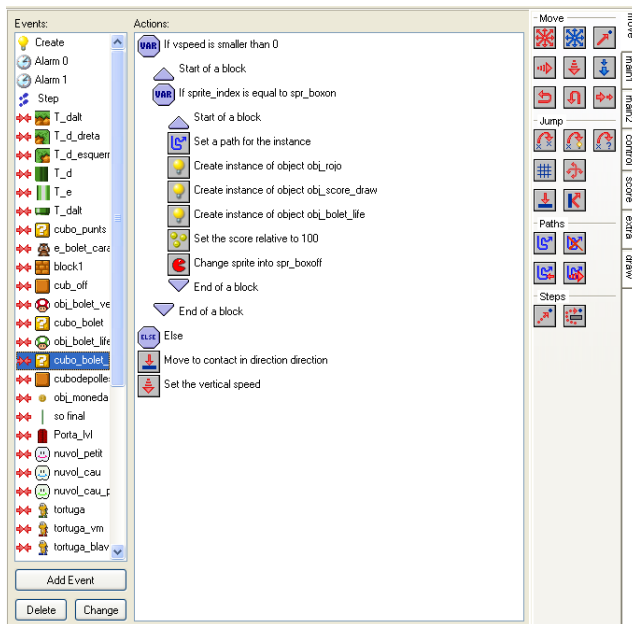 Events:
Create
Alarm 0
Alarm 1
Step
T_dalt
T_d_dreta
T_d_esquerr
T_d
T_e
T_dalt
cubo_punts
e_bolet_cara
block1
cub_off
obj_bolet_ve
cubo_bolet
obj_bolet_life
cubo_bolet_
cubodepolle
obj_moneda
so final
Porta_lvl
nuvol_petit
nuvol_cau
nuvol_cau_p
tortuga
tortuga_vm
tortuga_blav
Add Event
Delete Change
Actions:
VAR If vspeed is smaller than 0
Start of a block
VAR If sprite_index is equal to spr_boxon
Start of a block
Set a path for the instance
Create instance of object obj_rojo
Create instance of object obj_score_draw
Create instance of object obj_bolet_life
Set the score relative to 100
Change sprite into spr_boxoff
End of a block
End of a block
ELSE Else
Move to contact in direction direction
Set the vertical speed
Move
Jump
Paths
Steps
move
main1
main2
control
score
extra
draw